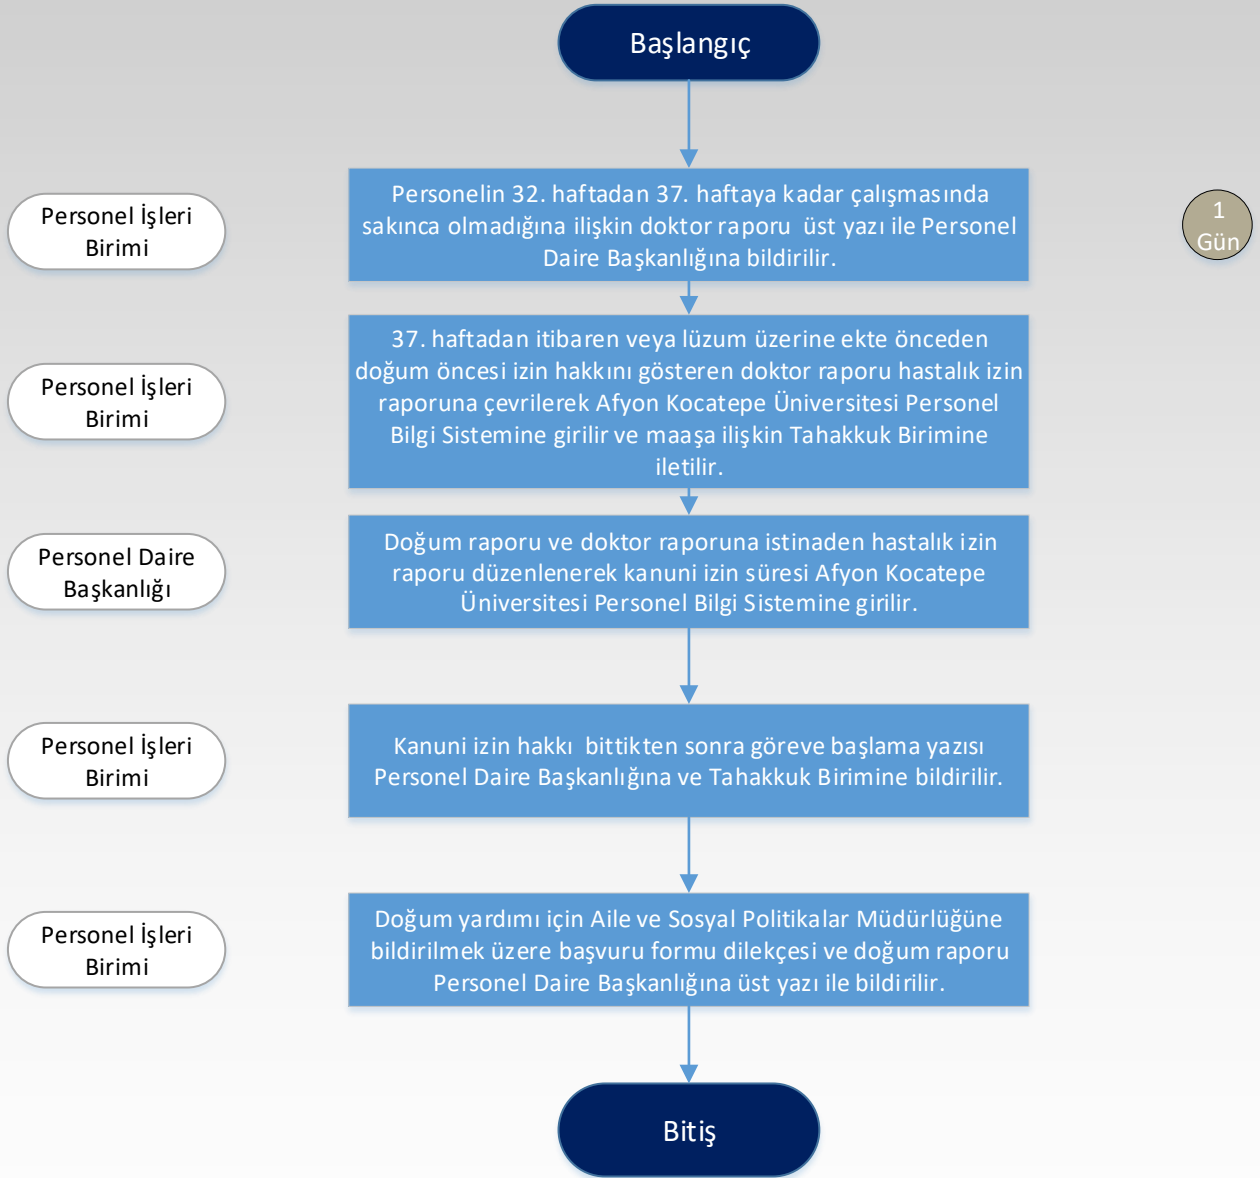 Başlangıç
Personel İşleri
Birimi
Personelin 32. haftadan 37. haftaya kadar çalışmasında
sakınca olmadığına ilişkin doktor raporu  üst yazı ile Personel
Daire Başkanlığına bildirilir.
1
Gün
Personel İşleri
Birimi
37. haftadan itibaren veya lüzum üzerine ekte önceden
doğum öncesi izin hakkını gösteren doktor raporu hastalık izin
raporuna çevrilerek Afyon Kocatepe Üniversitesi Personel
Bilgi Sistemine girilir ve maaşa ilişkin Tahakkuk Birimine
iletilir.
Personel Daire
Başkanlığı
Doğum raporu ve doktor raporuna istinaden hastalık izin
raporu düzenlenerek kanuni izin süresi Afyon Kocatepe
Üniversitesi Personel Bilgi Sistemine girilir.
Personel İşleri
Birimi
Kanuni izin hakkı  bittikten sonra göreve başlama yazısı
Personel Daire Başkanlığına ve Tahakkuk Birimine bildirilir.
Personel İşleri
Birimi
Doğum yardımı için Aile ve Sosyal Politikalar Müdürlüğüne
bildirilmek üzere başvuru formu dilekçesi ve doğum raporu
Personel Daire Başkanlığına üst yazı ile bildirilir.
Bitiş